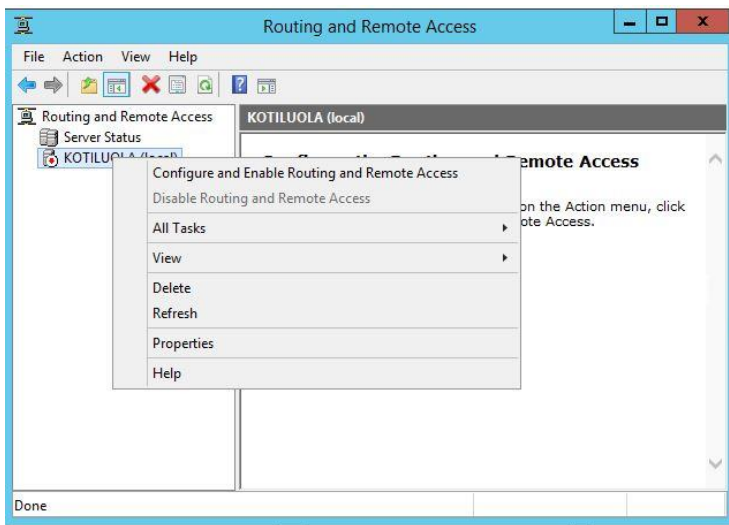 Routing and Remote Access
File Action View Help
Routing and Remote Access
KOTILUOLA (local)
Server Status
KOTILUOLA (local)
Remote Access
Configure and Enable Routing and Remote Access
Disable Routing and Remote Access
on the Action menu, click
ote Access.
All Tasks
View
Delete
Refresh
Properties
Help
Done